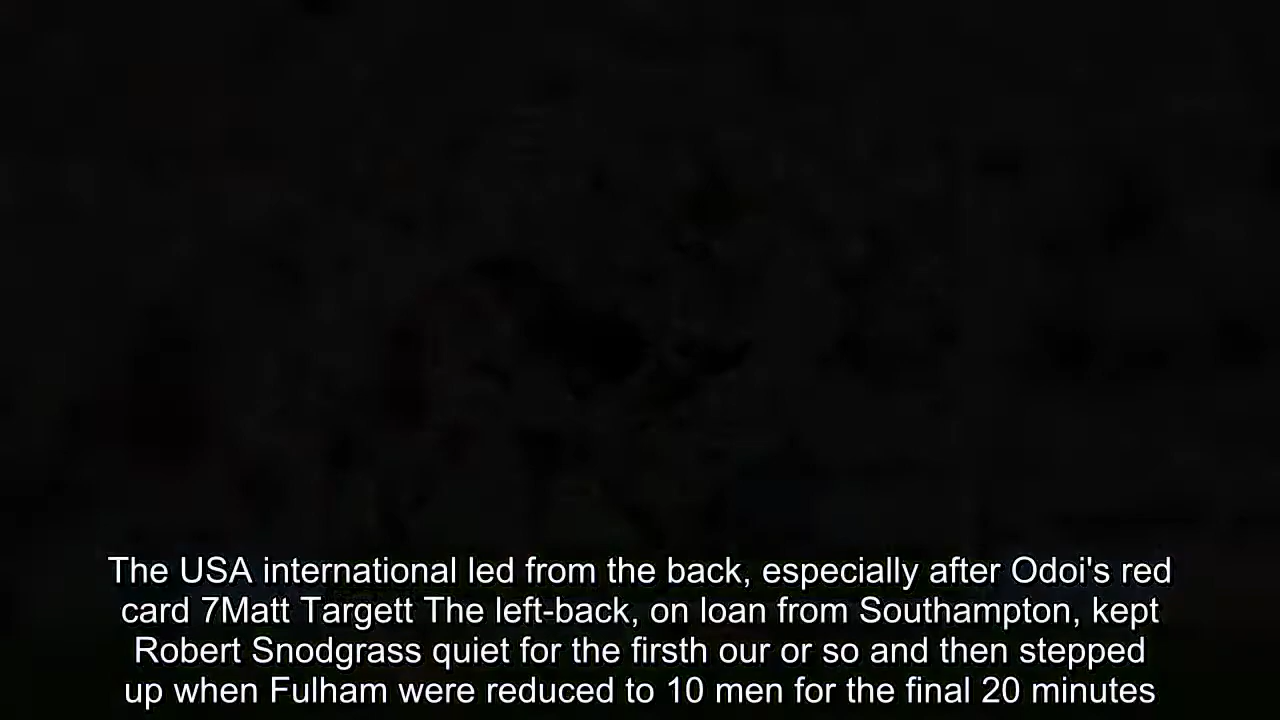 The USA international led from the back, especially after Odoi's red
card 7Matt Targett The left-back, on loan from Southampton, kept
Robert Snodgrass quiet for the firsth our or so and then stepped
up when Fulham were reduced to 10 men for the final 20 minutes